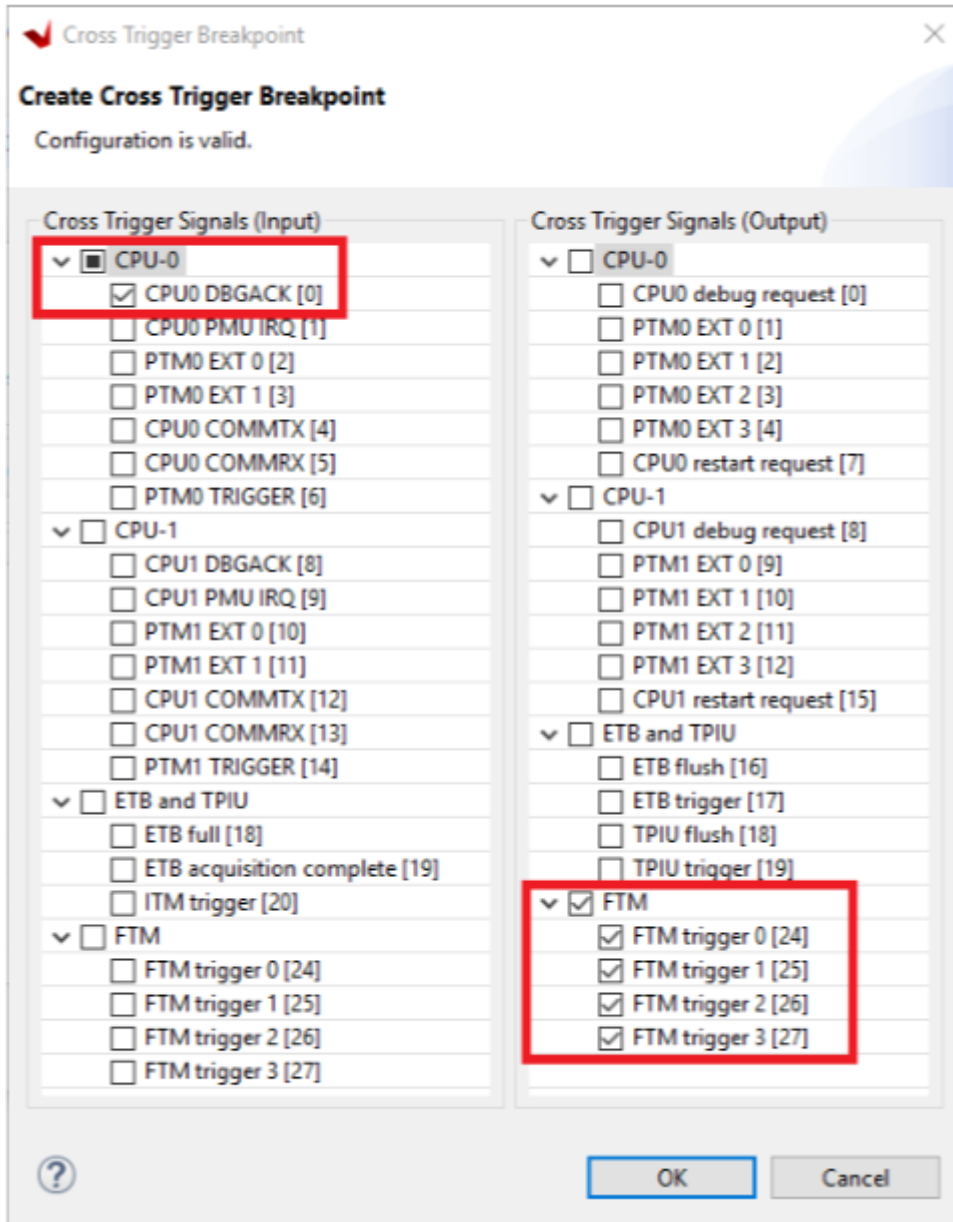 Cross Trigger Breakpoint
Create Cross Trigger Breakpoint
Configuration is valid.
Cross Trigger Signals (Input)
CPU-0
CPU0 DBGACK [0]
CPU0 PMU IRQ [1]
PTM0 EXT 0 [2]
PTM0 EXT 1 [3]
CPU0 COMMTX [4]
CPU0 COMMRX [5]
PTM0 TRIGGER [6]
CPU-1
CPU1 DBGACK [8]
CPU1 PMU IRQ [9]
PTM1 EXT 0 [10]
PTM1 EXT 1 [11]
CPU1 COMMTX [12]
CPU1 COMMRX [13]
PTM1 TRIGGER [14]
ETB and TPIU
ETB full [18]
ETB acquisition complete [19]
ITM trigger [20]
FTM
FTM trigger 0 [24]
FTM trigger 1 [25]
FTM trigger 2 [26]
FTM trigger 3 [27]
Cross Trigger Signals (Output)
CPU-0
CPU0 debug request [0]
PTM0 EXT 0 [1]
PTM0 EXT 1 [2]
PTM0 EXT 2 [3]
PTM0 EXT 3 [4]
CPU0 restart request [7]
CPU-1
CPU1 debug request [8]
PTM1 EXT 0 [9]
PTM1 EXT 1 [10]
PTM1 EXT 2 [11]
PTM1 EXT 3 [12]
CPU1 restart request [15]
ETB and TPIU
ETB flush [16]
ETB trigger [17]
TPIU flush [18]
TPIU trigger [19]
FTM
FTM trigger 0 [24]
FTM trigger 1 [25]
FTM trigger 2 [26]
FTM trigger 3 [27]
?
OK
Cancel